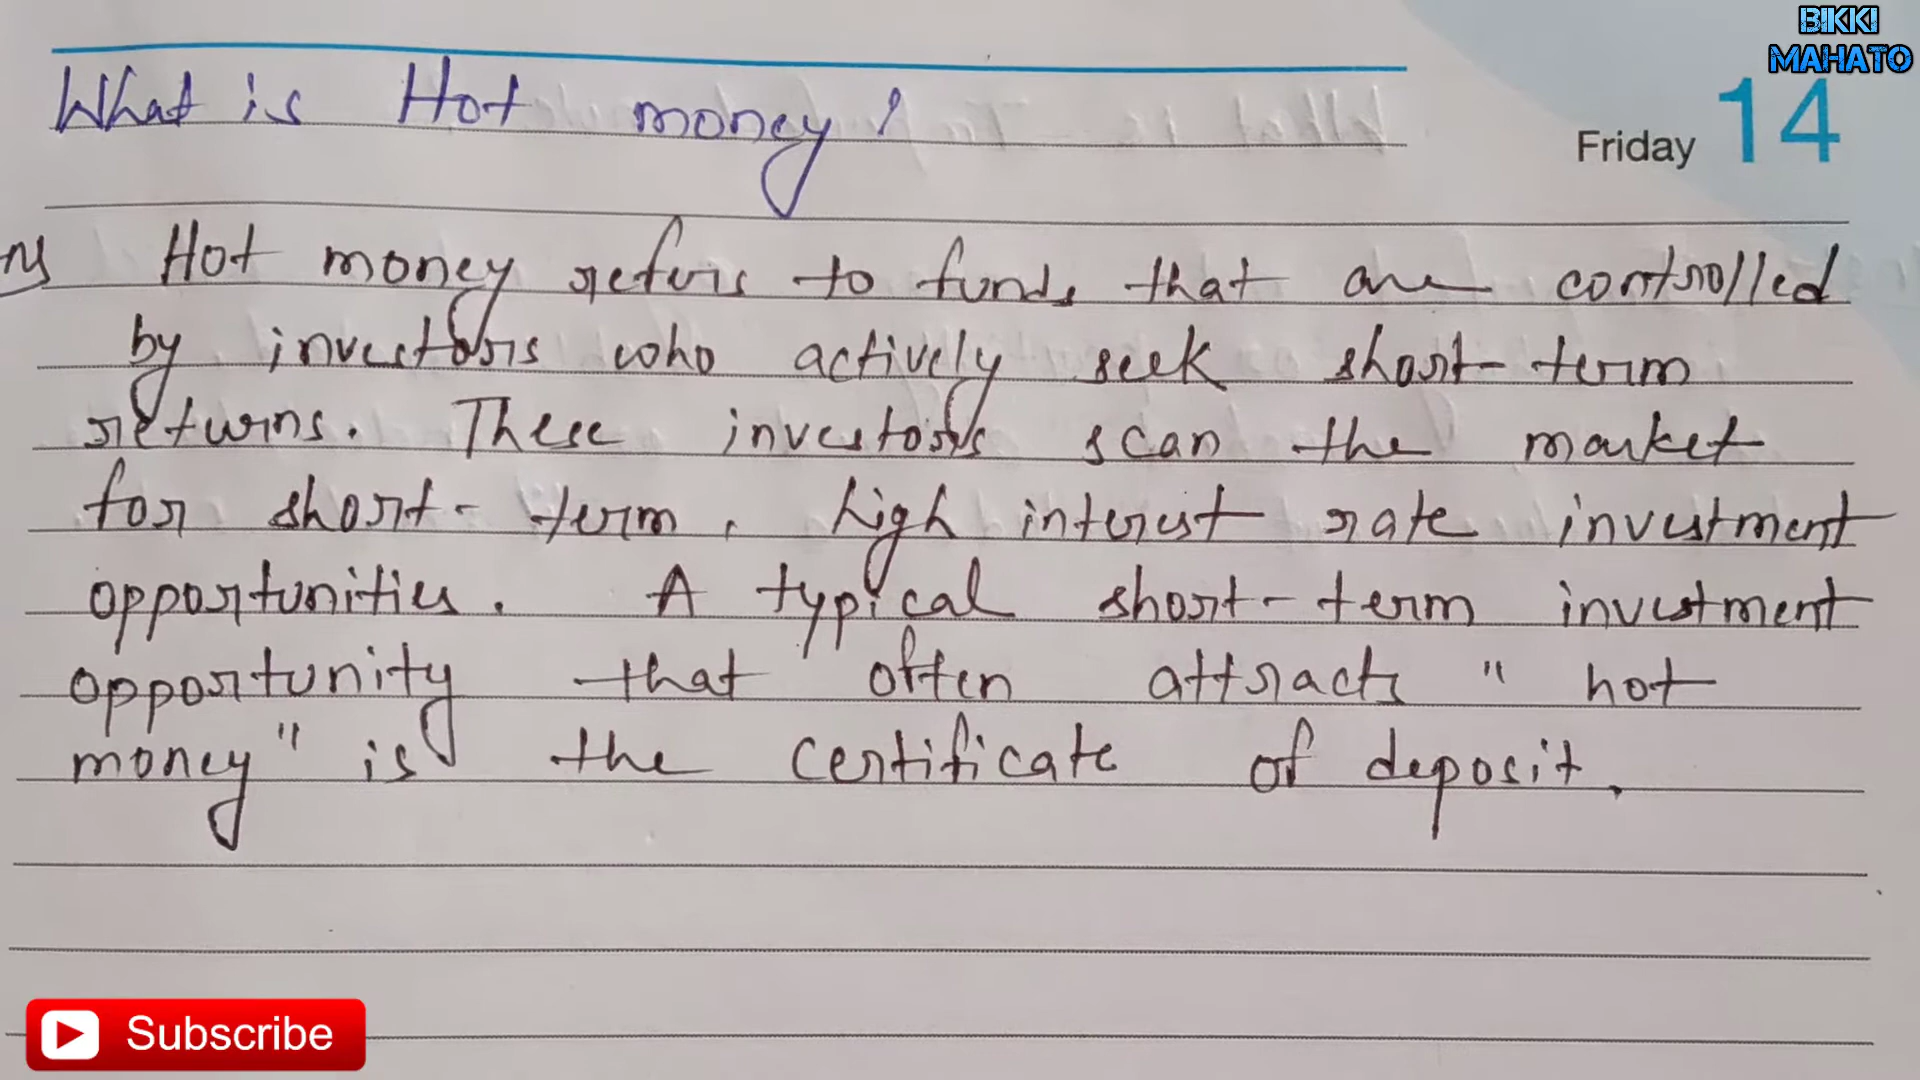 BIKKI
MAHATO
Friday 14
What is Hot money?
Hot money refers to funds that are controlled
by investors who actively seek short-term
returns. These investors scan the market
for short-term, high interest rate investment
opportunities. A typical short-term investment
opportunity that often attracts "hot
money" is the certificate of deposit.
Subscribe